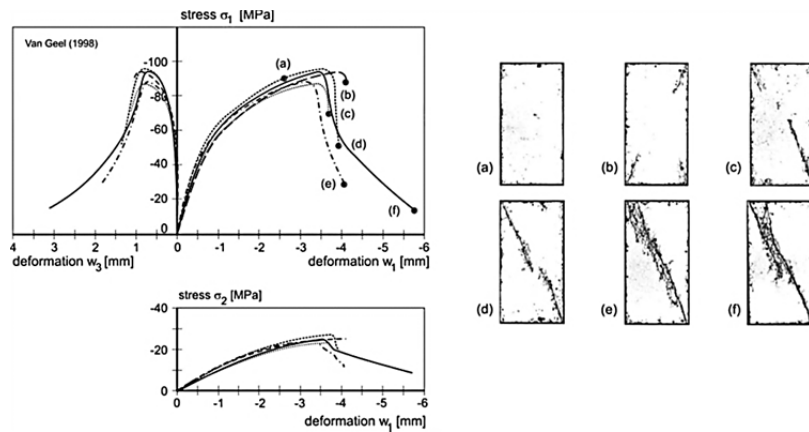 stress σ₁ [MPa]
Van Geel (1998)
-100
-80
-60
-40
-20
0
(a)
(b)
(c)
(d)
(e)
(f)
4 3 2 1 0 -1 -2 -3 -4 -5 -6
deformation w₃ [mm] deformation w₁ [mm]
stress σ₂ [MPa]
-40
-20
0
0 -1 -2 -3 -4 -5 -6
deformation w₁ [mm]
(a) (b) (c)
(d) (e) (f)